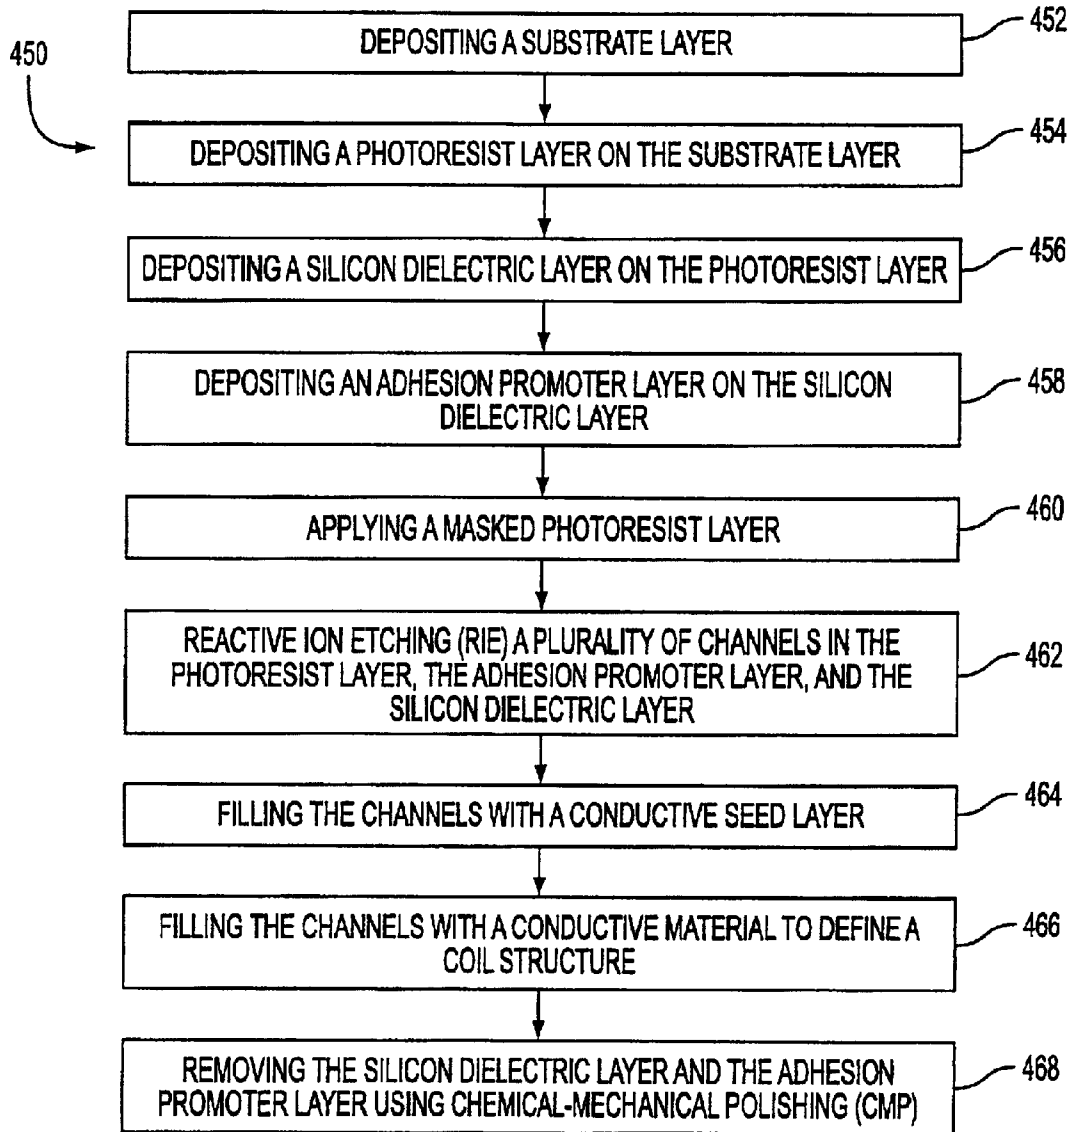 450
DEPOSITING A SUBSTRATE LAYER
452
DEPOSITING A PHOTORESIST LAYER ON THE SUBSTRATE LAYER
454
DEPOSITING A SILICON DIELECTRIC LAYER ON THE PHOTORESIST LAYER
456
DEPOSITING AN ADHESION PROMOTER LAYER ON THE SILICON
DIELECTRIC LAYER
458
APPLYING A MASKED PHOTORESIST LAYER
460
REACTIVE ION ETCHING (RIE) A PLURALITY OF CHANNELS IN THE
PHOTORESIST LAYER, THE ADHESION PROMOTER LAYER, AND THE
SILICON DIELECTRIC LAYER
462
FILLING THE CHANNELS WITH A CONDUCTIVE SEED LAYER
464
FILLING THE CHANNELS WITH A CONDUCTIVE MATERIAL TO DEFINE A
COIL STRUCTURE
466
REMOVING THE SILICON DIELECTRIC LAYER AND THE ADHESION
PROMOTER LAYER USING CHEMICAL-MECHANICAL POLISHING (CMP)
468